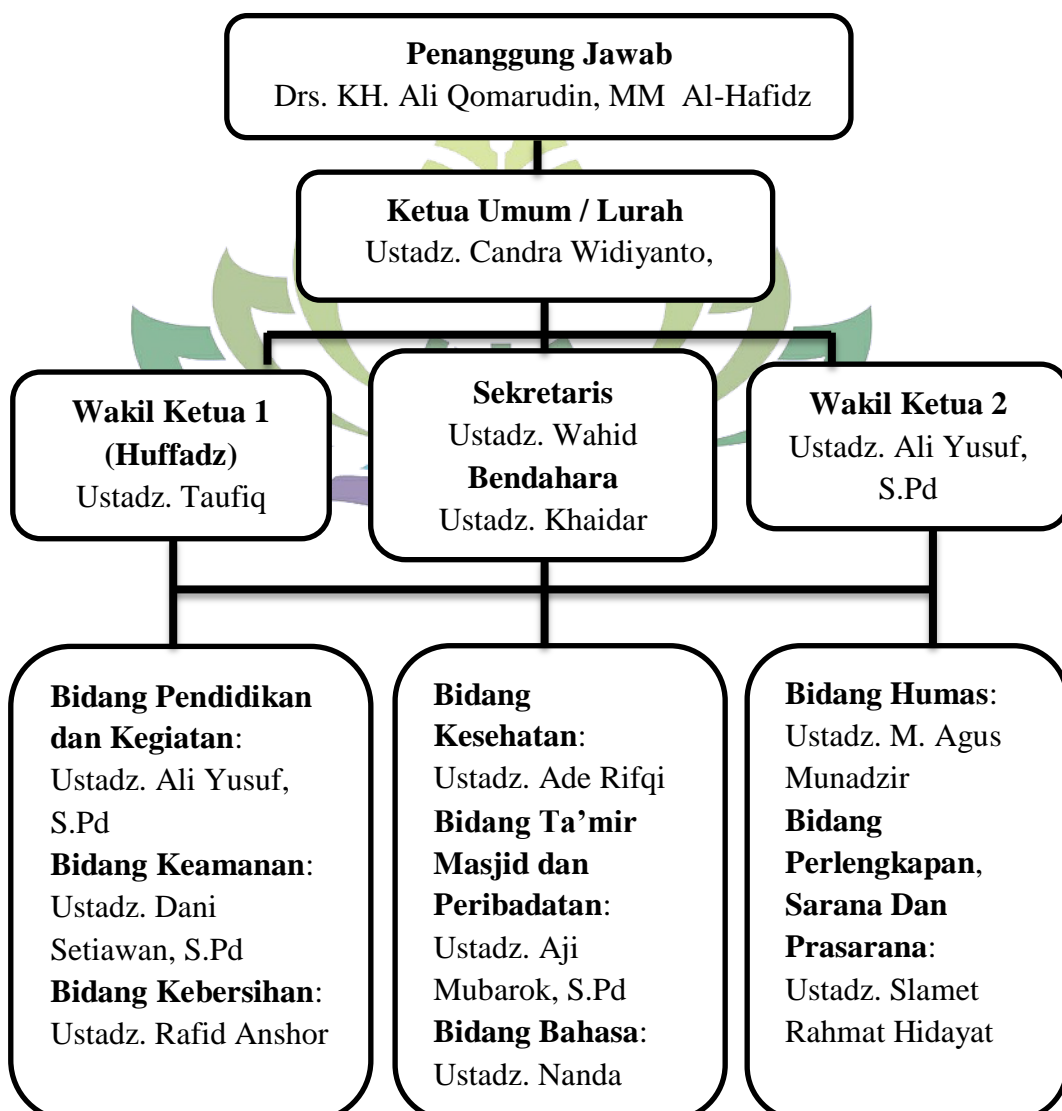 Penanggung Jawab
Drs. KH. Ali Qomarudin, MM Al-Hafidz
Ketua Umum / Lurah
Ustadz. Candra Widiyanto,
Wakil Ketua 1
(Huffadz)
Ustadz. Taufiq
Sekretaris
Ustadz. Wahid
Bendahara
Ustadz. Khaidar
Wakil Ketua 2
Ustadz. Ali Yusuf,
S.Pd
Bidang Pendidikan
dan Kegiatan:
Ustadz. Ali Yusuf,
S.Pd
Bidang Keamanan:
Ustadz. Dani
Setiawan, S.Pd
Bidang Kebersihan:
Ustadz. Rafid Anshor
Bidang
Kesehatan:
Ustadz. Ade Rifqi
Bidang Ta’mir
Masjid dan
Peribadatan:
Ustadz. Aji
Mubarok, S.Pd
Bidang Bahasa:
Ustadz. Nanda
Bidang Humas:
Ustadz. M. Agus
Munadzir
Bidang
Perlengkapan,
Sarana Dan
Prasarana:
Ustadz. Slamet
Rahmat Hidayat